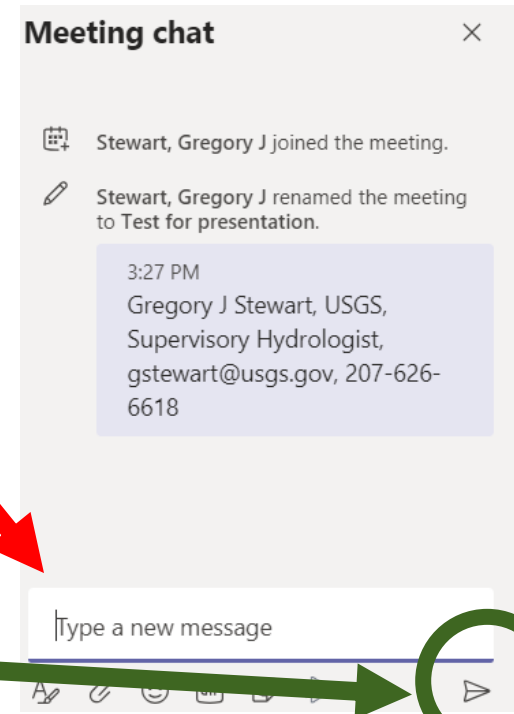 Meeting chat
Stewart, Gregory J joined the meeting.
Stewart, Gregory J renamed the meeting
to Test for presentation.
3:27 PM
Gregory J Stewart, USGS,
Supervisory Hydrologist,
gstewart@usgs.gov, 207-626-
6618
Type a new message